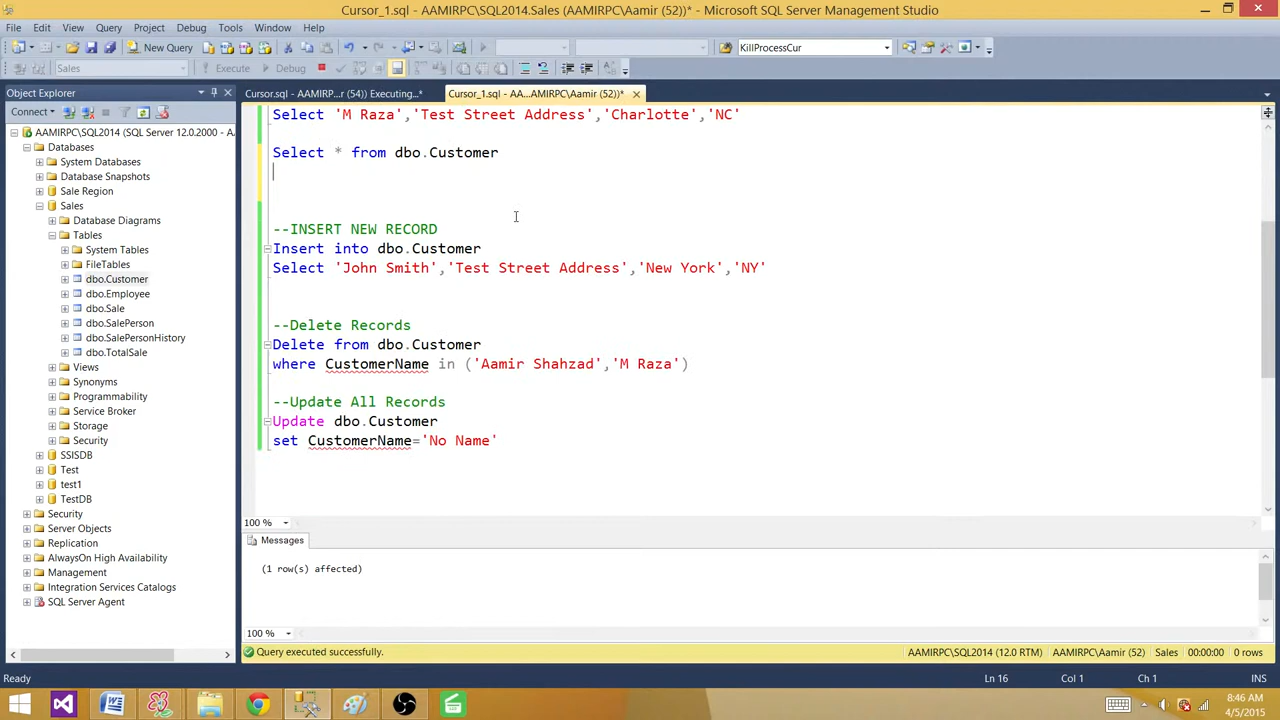 Cursor_1.sql - AAMIRPC\SQL2014.Sales (AAMIRPC\Aamir (52))* - Microsoft SQL Server Management Studio
File Edit View Query Project Debug Tools Window Help
New Query KillProcessCur
Sales Execute Debug
Object Explorer
Cursor.sql - AAMIRP...r (54)) Executing...* Cursor_1.sql - AA...AMIRPC\Aamir (52))*
Connect
AAMIRPC\SQL2014 (SQL Server 12.0.2000 - A
Databases
System Databases
Database Snapshots
Sale Region
Sales
Database Diagrams
Tables
System Tables
FileTables
dbo.Customer
dbo.Employee
dbo.Sale
dbo.SalePerson
dbo.SalePersonHistory
dbo.TotalSale
Views
Synonyms
Programmability
Service Broker
Storage
Security
SSISDB
Test
test1
TestDB
Security
Server Objects
Replication
AlwaysOn High Availability
Management
Integration Services Catalogs
SQL Server Agent
Select 'M Raza','Test Street Address','Charlotte','NC'
Select * from dbo.Customer
--INSERT NEW RECORD
Insert into dbo.Customer
Select 'John Smith','Test Street Address','New York','NY'
--Delete Records
Delete from dbo.Customer
where CustomerName in ('Aamir Shahzad','M Raza')
--Update All Records
Update dbo.Customer
set CustomerName='No Name'
100 %
Messages
(1 row(s) affected)
100 %
Query executed successfully. AAMIRPC\SQL2014 (12.0 RTM) AAMIRPC\Aamir (52) Sales 00:00:00 0 rows
Ready Ln 16 Col 1 Ch 1 INS
8:46 AM
4/5/2015